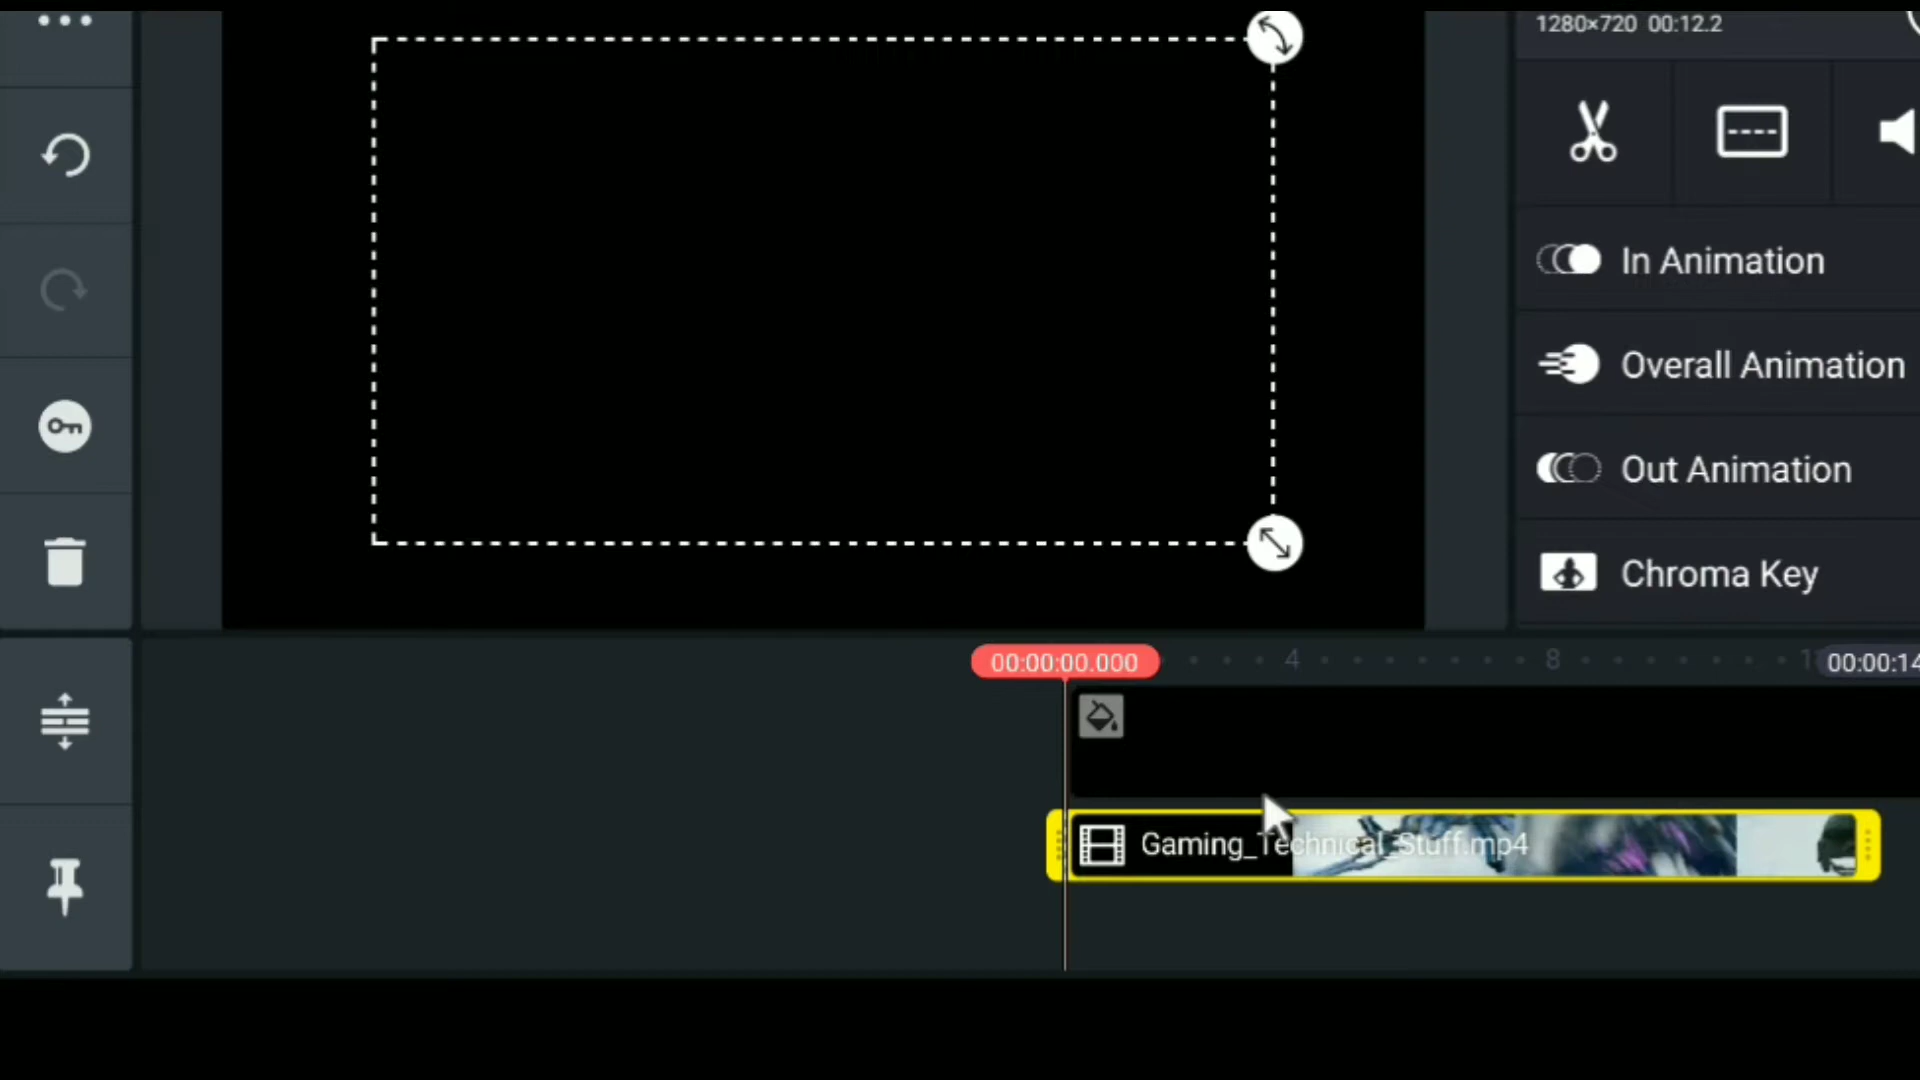 1280×720 00:12.2
In Animation
Overall Animation
Out Animation
Chroma Key
00:00:00.000
4
8
00:00:14
Gaming_Technical_Stuff.mp4